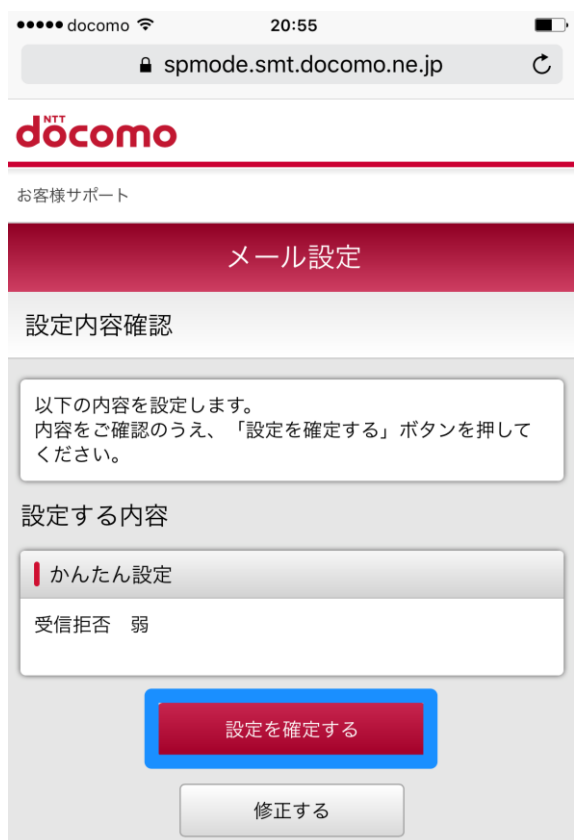 docomo
20:55
spmode.smt.docomo.ne.jp
NTT
döcomo
お客様サポート
メール設定
設定内容確認
以下の内容を設定します。
内容をご確認のうえ、「設定を確定する」ボタンを押して
ください。
設定する内容
かんたん設定
受信拒否　弱
設定を確定する
修正する